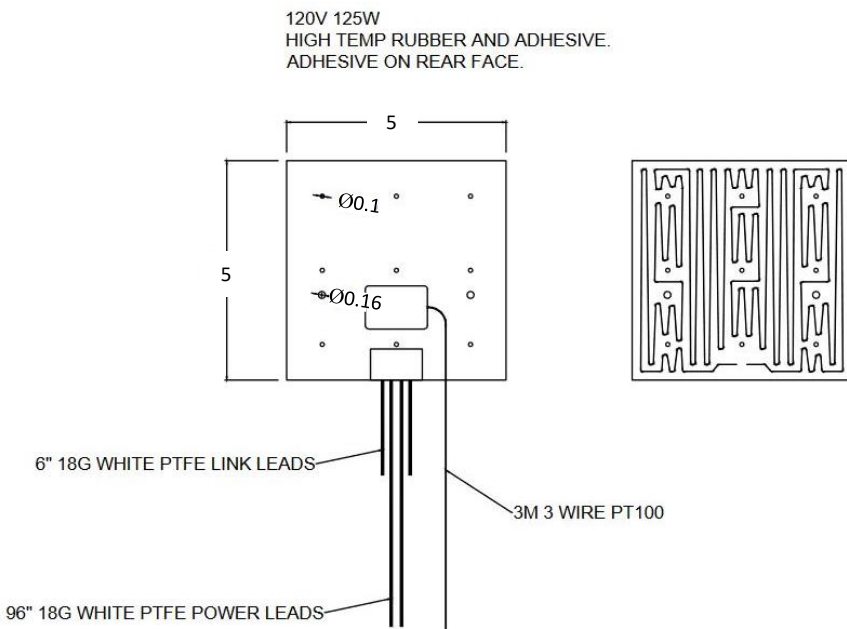 120V 125W
HIGH TEMP RUBBER AND ADHESIVE.
ADHESIVE ON REAR FACE.
5
Ø0.1
5
Ø0.16
6" 18G WHITE PTFE LINK LEADS
3M 3 WIRE PT100
96" 18G WHITE PTFE POWER LEADS